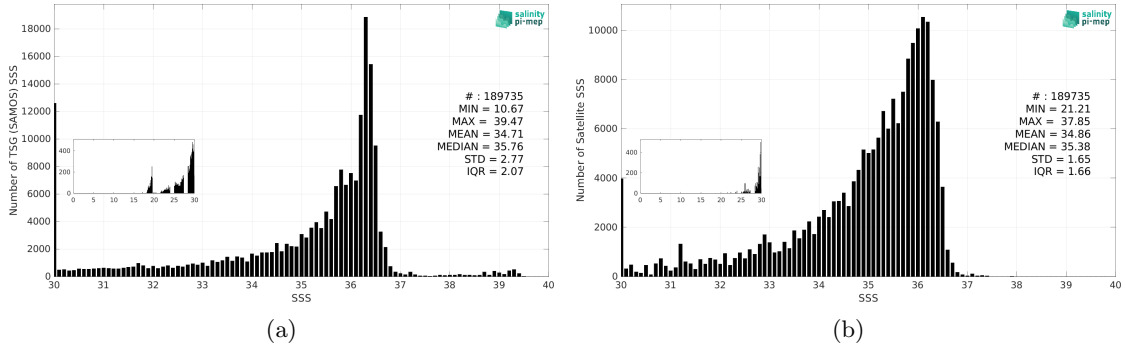 salinity
pi-mep
Number of TSG (SAMOS) SSS
18000
16000
14000
12000
10000
8000
6000
4000
2000
0
# : 189735
MIN = 10.67
MAX = 39.47
MEAN = 34.71
MEDIAN = 35.76
STD = 2.77
IQR = 2.07
400
200
0
0 5 10 15 20 25 30
30 31 32 33 34 35 36 37 38 39 40
SSS
(a)
salinity
pi-mep
Number of Satellite SSS
10000
8000
6000
4000
2000
0
# : 189735
MIN = 21.21
MAX = 37.85
MEAN = 34.86
MEDIAN = 35.38
STD = 1.65
IQR = 1.66
400
200
0
0 5 10 15 20 25 30
30 31 32 33 34 35 36 37 38 39 40
SSS
(b)